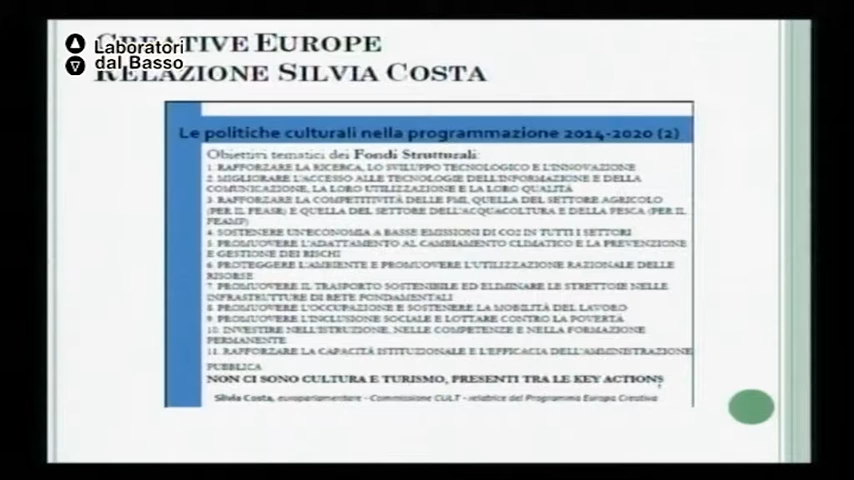 Laboratori
dal Basso
CREATIVE EUROPE
RELAZIONE SILVIA COSTA
Le politiche culturali nella programmazione 2014-2020 (2)
Obiettivi tematici dei Fondi Strutturali:
1. RAFFORZARE LA RICERCA, LO SVILUPPO TECNOLOGICO E L'INNOVAZIONE
2. MIGLIORARE L'ACCESSO ALLE TECNOLOGIE DELL'INFORMAZIONE E DELLA
COMUNICAZIONE, LA LORO UTILIZZAZIONE E LA LORO QUALITÀ
3. RAFFORZARE LA COMPETITIVITÀ DELLE PMI, QUELLA DEL SETTORE AGRICOLO
(PER IL FEASR) E QUELLA DEL SETTORE DELL'ACQUACOLTURA E DELLA PESCA (PER IL
FEAMP)
4. SOSTENERE UN'ECONOMIA A BASSE EMISSIONI DI CO2 IN TUTTI I SETTORI
5. PROMUOVERE L'ADATTAMENTO AL CAMBIAMENTO CLIMATICO E LA PREVENZIONE
E GESTIONE DEI RISCHI
6. PROTEGGERE L'AMBIENTE E PROMUOVERE L'UTILIZZAZIONE RAZIONALE DELLE
RISORSE
7. PROMUOVERE IL TRASPORTO SOSTENIBILE ED ELIMINARE LE STRETTOIE NELLE
INFRASTRUTTURE DI RETE FONDAMENTALI
8. PROMUOVERE L'OCCUPAZIONE E SOSTENERE LA MOBILITÀ DEL LAVORO
9. PROMUOVERE L'INCLUSIONE SOCIALE E LOTTARE CONTRO LA POVERTÀ
10. INVESTIRE NELL'ISTRUZIONE, NELLE COMPETENZE E NELLA FORMAZIONE
PERMANENTE
11. RAFFORZARE LA CAPACITÀ ISTITUZIONALE E L'EFFICACIA DELL'AMMINISTRAZIONE
PUBBLICA
NON CI SONO CULTURA E TURISMO, PRESENTI TRA LE KEY ACTIONS
Silvia Costa, europarlamentare - Commissione CULT - relatrice del Programma Europa Creativa